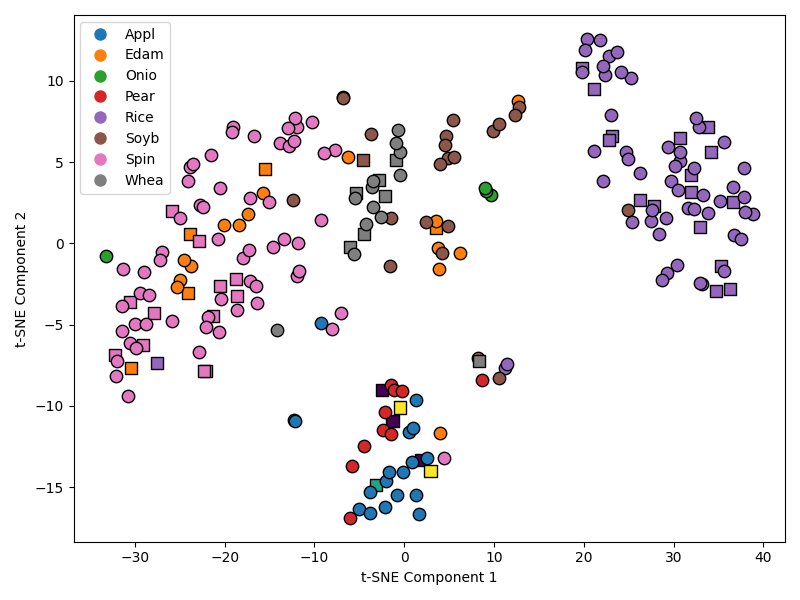 Appl
Edam
Onio
Pear
Rice
Soyb
Spin
Whea
10
5
0
−5
−10
−15
t-SNE Component 2
−30 −20 −10 0 10 20 30 40
t-SNE Component 1